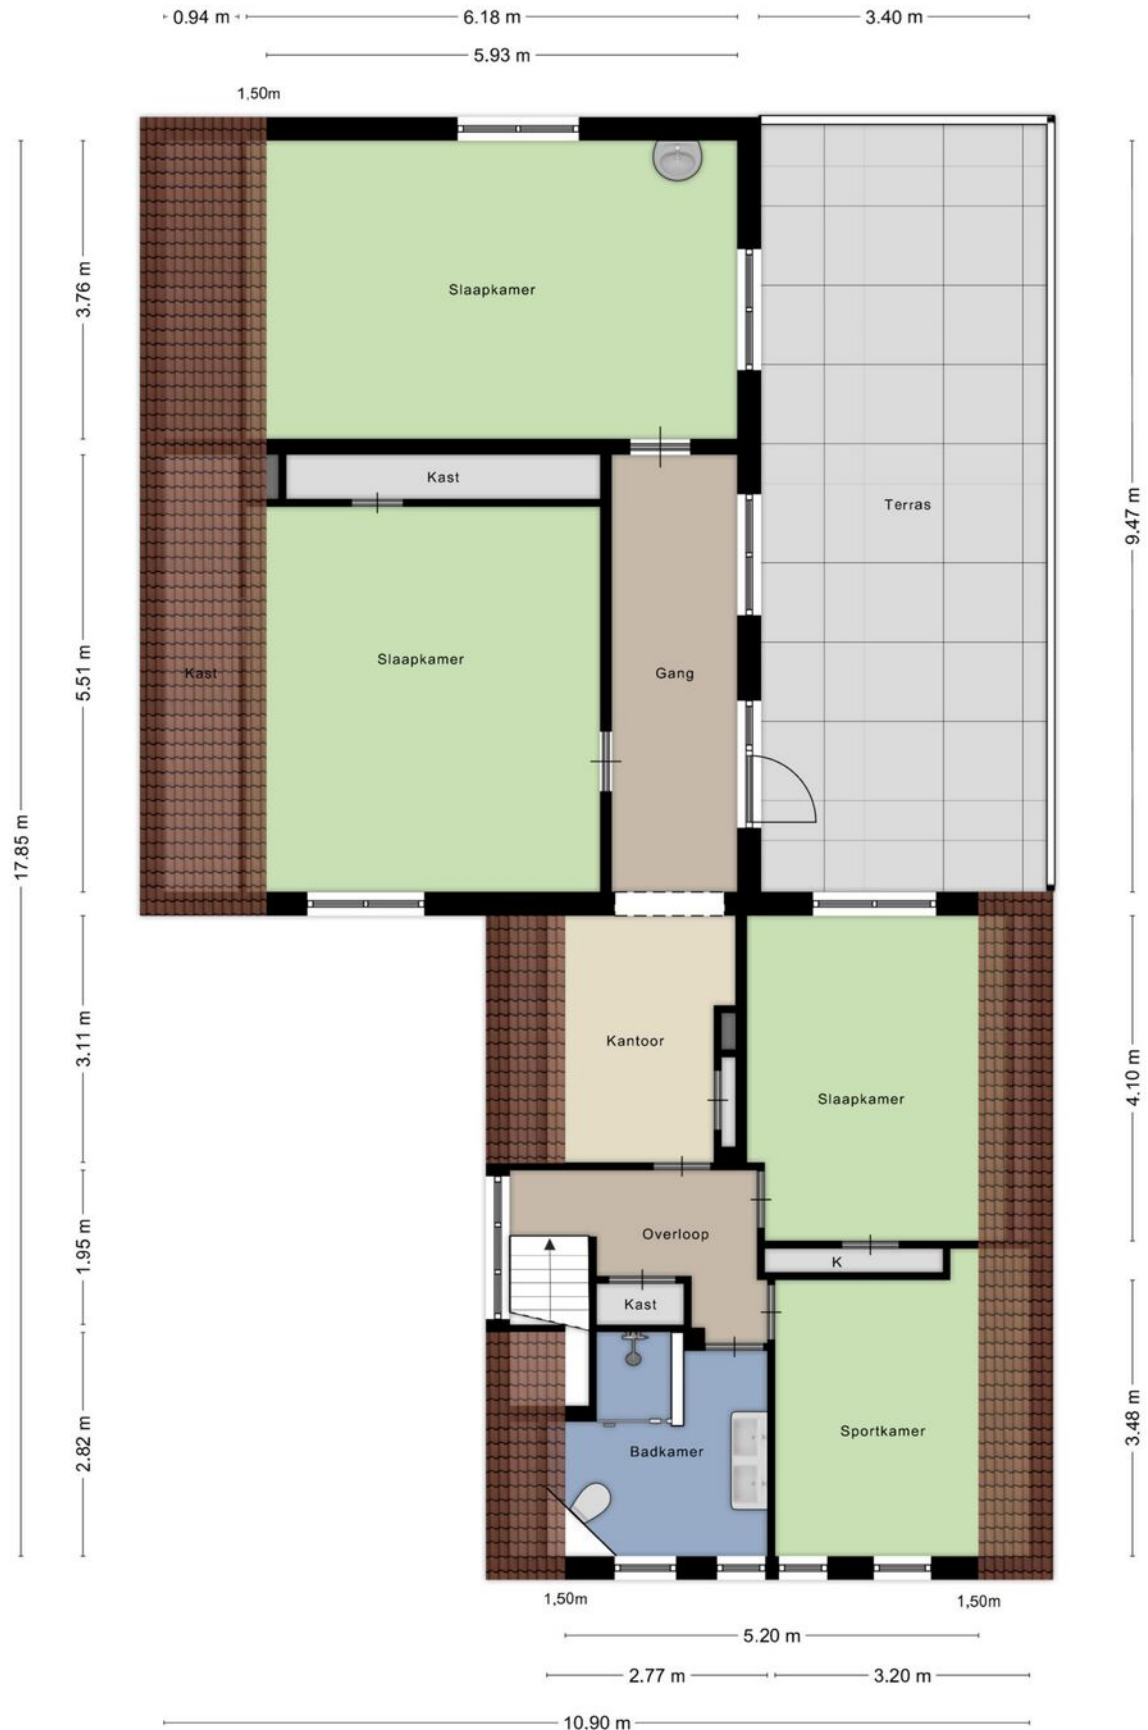 0.94 m
6.18 m
3.40 m
5.93 m
1,50m
3.76 m
Slaapkamer
Kast
Terras
9.47 m
5.51 m
Slaapkamer
Kast
Gang
17.85 m
3.11 m
Kantoor
Slaapkamer
4.10 m
1.95 m
Overloop
K
Kast
2.82 m
Badkamer
Sportkamer
3.48 m
1,50m
1,50m
5.20 m
2.77 m
3.20 m
10.90 m